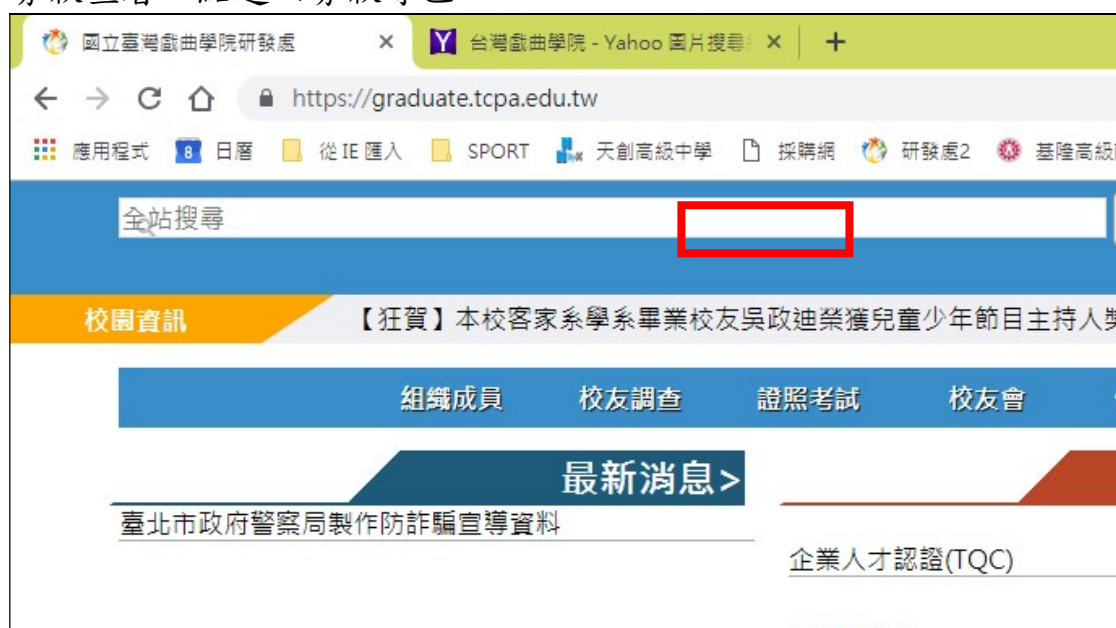 國立臺灣戲曲學院研發處
台灣戲曲學院 - Yahoo 圖片搜尋
https://graduate.tcpa.edu.tw
應用程式 8 日曆 從 IE 匯入 SPORT 天創高級中學 採購網 研發處2 基隆高級
全站搜尋
校園資訊 【狂賀】本校客家系學系畢業校友吳政迪榮獲兒童少年節目主持人獎
組織成員 校友調查 證照考試 校友會
最新消息>
臺北市政府警察局製作防詐騙宣導資料
企業人才認證(TQC)